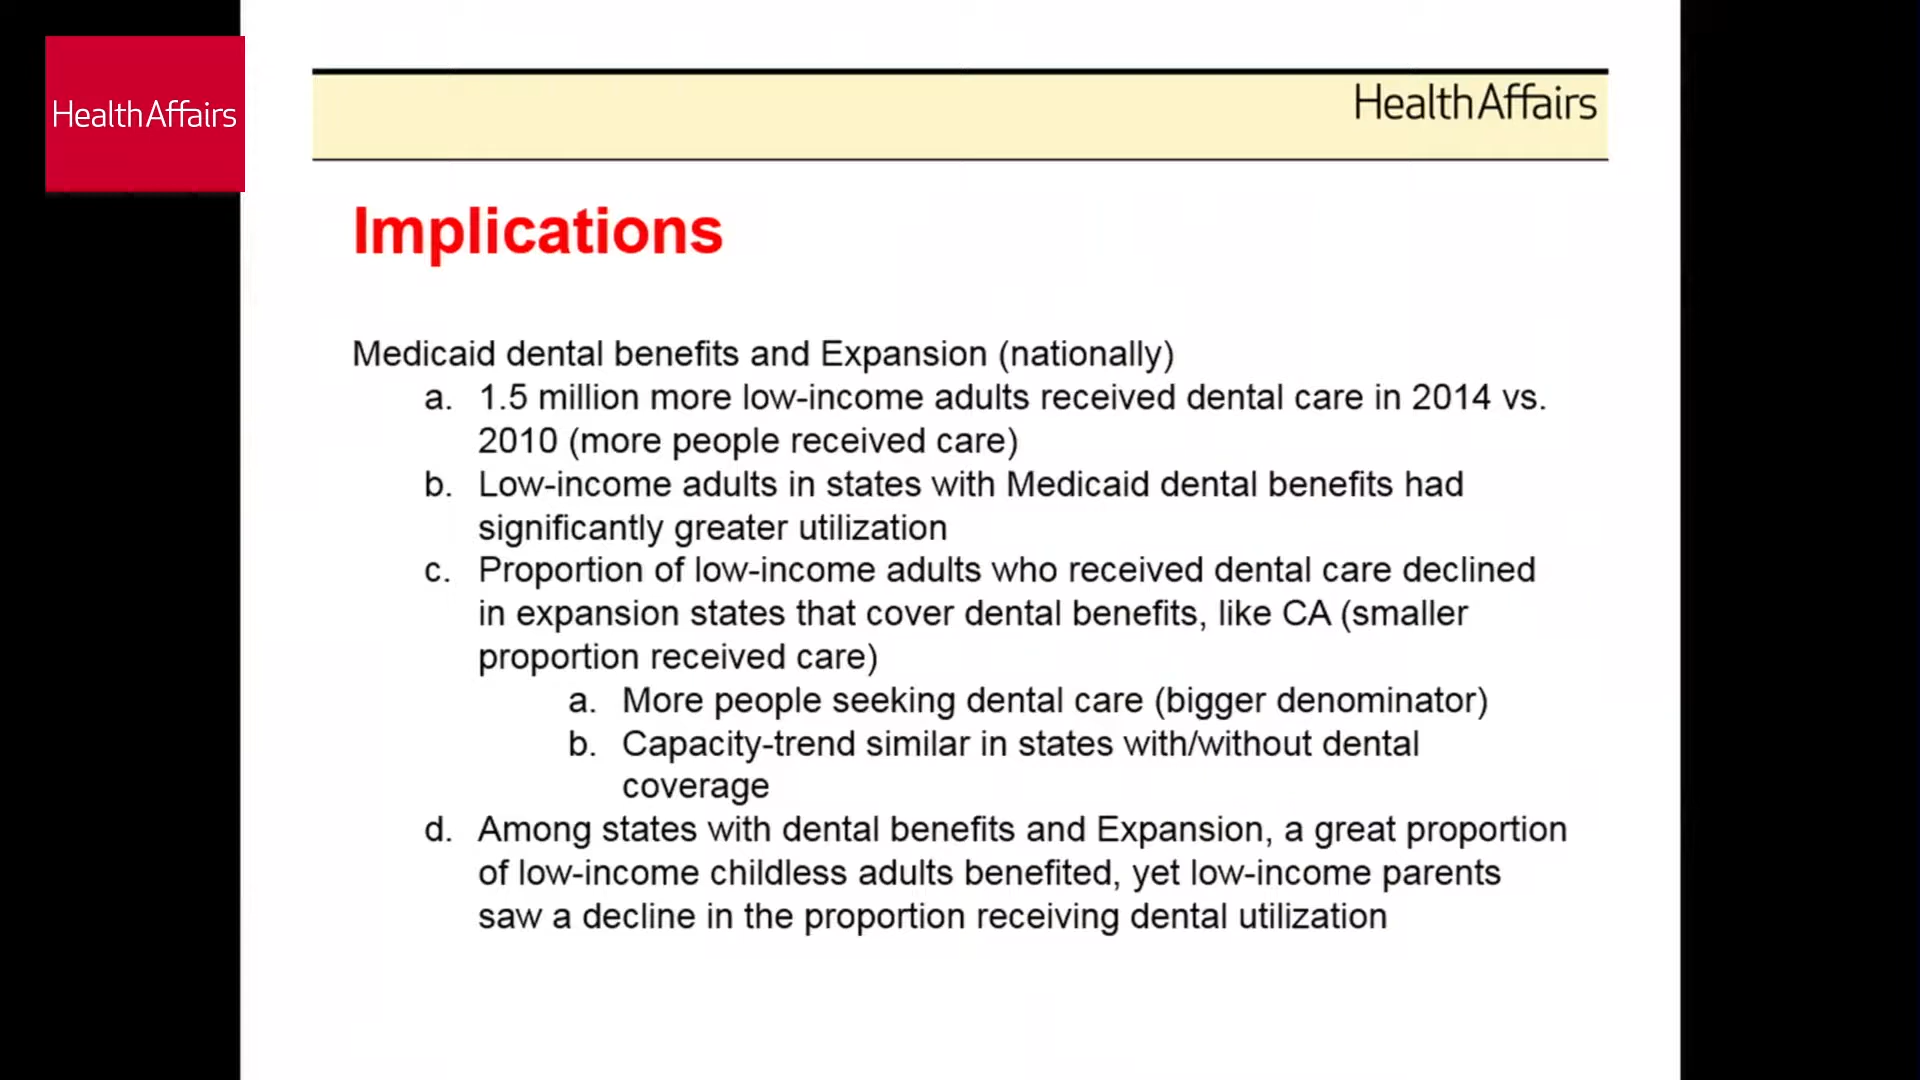 HealthAffairs
HealthAffairs
Implications
Medicaid dental benefits and Expansion (nationally)
a. 1.5 million more low-income adults received dental care in 2014 vs.
2010 (more people received care)
b. Low-income adults in states with Medicaid dental benefits had
significantly greater utilization
c. Proportion of low-income adults who received dental care declined
in expansion states that cover dental benefits, like CA (smaller
proportion received care)
a. More people seeking dental care (bigger denominator)
b. Capacity-trend similar in states with/without dental
coverage
d. Among states with dental benefits and Expansion, a great proportion
of low-income childless adults benefited, yet low-income parents
saw a decline in the proportion receiving dental utilization